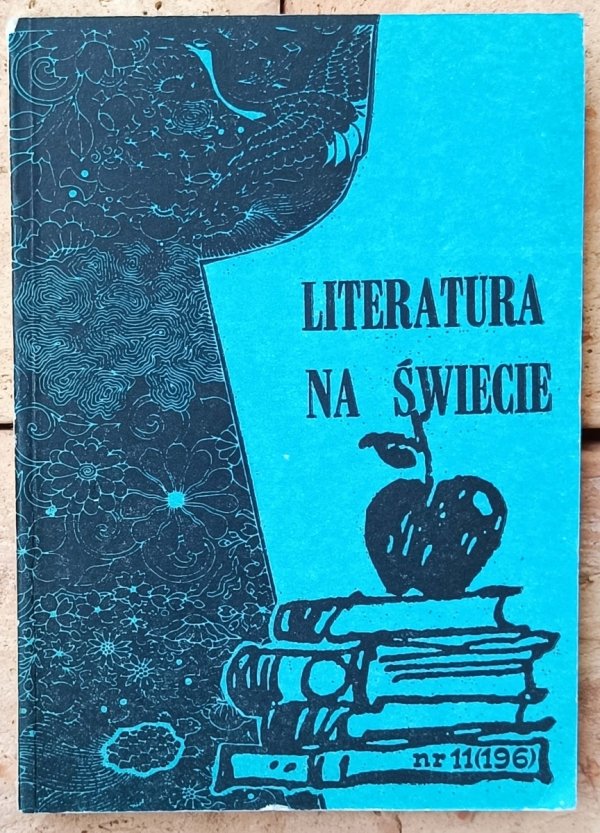 LITERATURA
NA ŚWIECIE
nr 11(196)